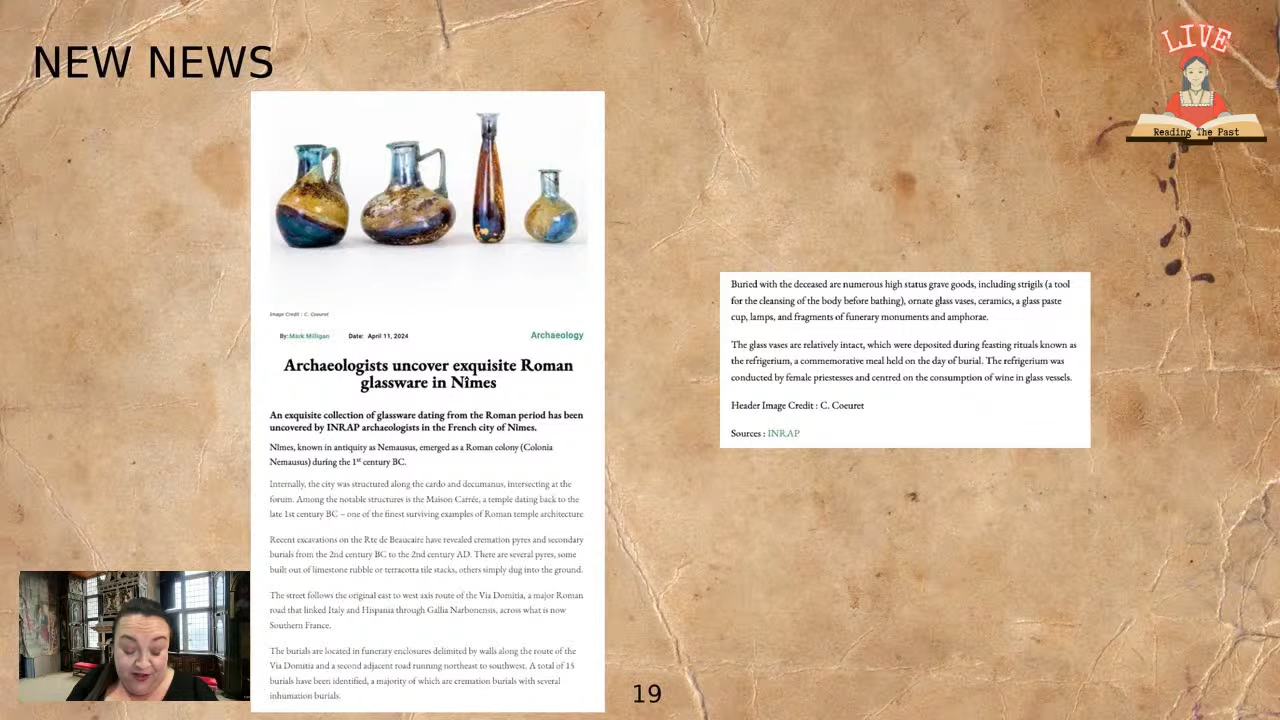 NEW NEWS
LIVE
Reading The Past
Image Credit : C. Coeuret
By: Mark Milligan Date: April 11, 2024 Archaeology
Archaeologists uncover exquisite Roman
glassware in Nîmes
An exquisite collection of glassware dating from the Roman period has been
uncovered by INRAP archaeologists in the French city of Nîmes.
Nîmes, known in antiquity as Nemausus, emerged as a Roman colony (Colonia
Nemausus) during the 1st century BC.
Internally, the city was structured along the cardo and decumanus, intersecting at the
forum. Among the notable structures is the Maison Carrée, a temple dating back to the
late 1st century BC – one of the finest surviving examples of Roman temple architecture
Recent excavations on the Rte de Beaucaire have revealed cremation pyres and secondary
burials from the 2nd century BC to the 2nd century AD. There are several pyres, some
built out of limestone rubble or terracotta tile stacks, others simply dug into the ground.
The street follows the original east to west axis route of the Via Domitia, a major Roman
road that linked Italy and Hispania through Gallia Narbonensis, across what is now
Southern France.
The burials are located in funerary enclosures delimited by walls along the route of the
Via Domitia and a second adjacent road running northeast to southwest. A total of 15
burials have been identified, a majority of which are cremation burials with several
inhumation burials.
Buried with the deceased are numerous high status grave goods, including strigils (a tool
for the cleansing of the body before bathing), ornate glass vases, ceramics, a glass paste
cup, lamps, and fragments of funerary monuments and amphorae.
The glass vases are relatively intact, which were deposited during feasting rituals known as
the refrigerium, a commemorative meal held on the day of burial. The refrigerium was
conducted by female priestesses and centred on the consumption of wine in glass vessels.
Header Image Credit : C. Coeuret
Sources : INRAP
19